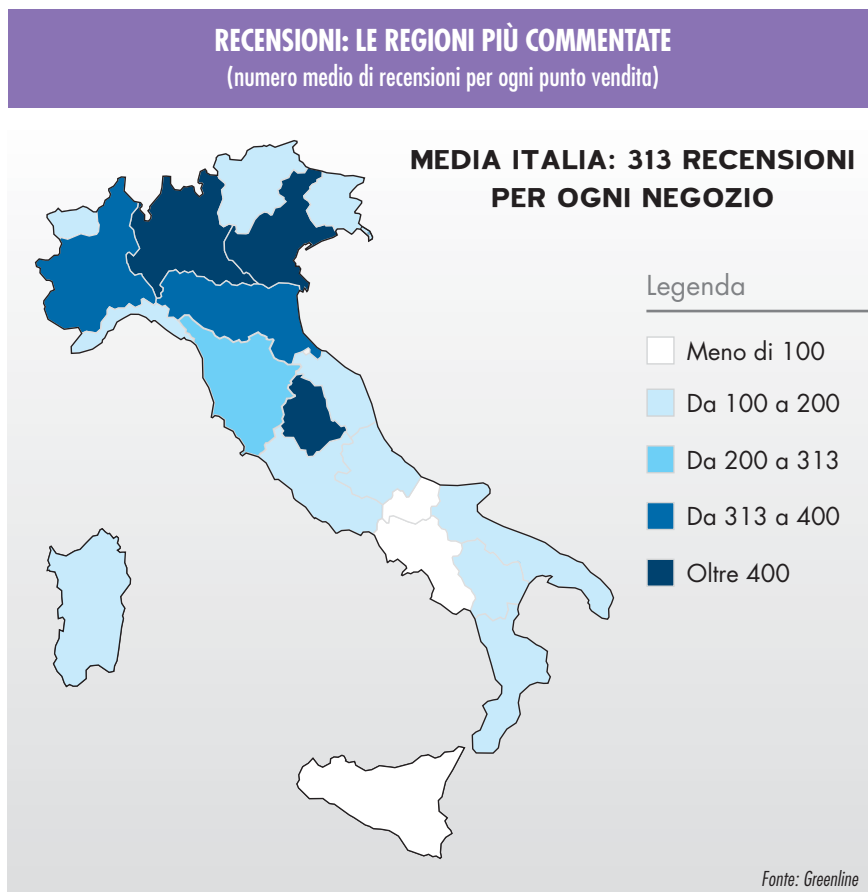 RECENSIONI: LE REGIONI PIÙ COMMENTATE
(numero medio di recensioni per ogni punto vendita)
MEDIA ITALIA: 313 RECENSIONI
PER OGNI NEGOZIO
Legenda
Meno di 100
Da 100 a 200
Da 200 a 313
Da 313 a 400
Oltre 400
Fonte: Greenline